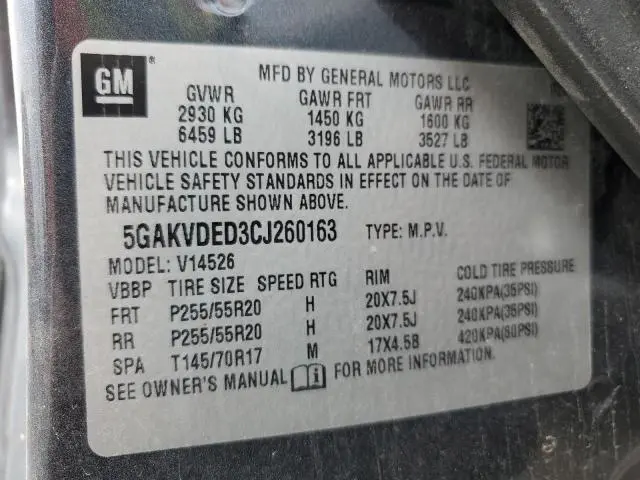 GM
MFD BY GENERAL MOTORS LLC
GVWR GAWR FRT GAWR RR
2930 KG 1450 KG 1600 KG
6459 LB 3196 LB 3527 LB
THIS VEHICLE CONFORMS TO ALL APPLICABLE U.S. FEDERAL MOTOR
VEHICLE SAFETY STANDARDS IN EFFECT ON THE DATE OF
MANUFACTURE SHOWN ABOVE.
5GAKVDED3CJ260163 TYPE: M.P.V.
MODEL: V14526
VBBP TIRE SIZE SPEED RTG RIM COLD TIRE PRESSURE
FRT P255/55R20 H 20X7.5J 240KPA(35PSI)
RR P255/55R20 H 20X7.5J 240KPA(35PSI)
SPA T145/70R17 M 17X4.5B 420KPA(60PSI)
SEE OWNER'S MANUAL FOR MORE INFORMATION.